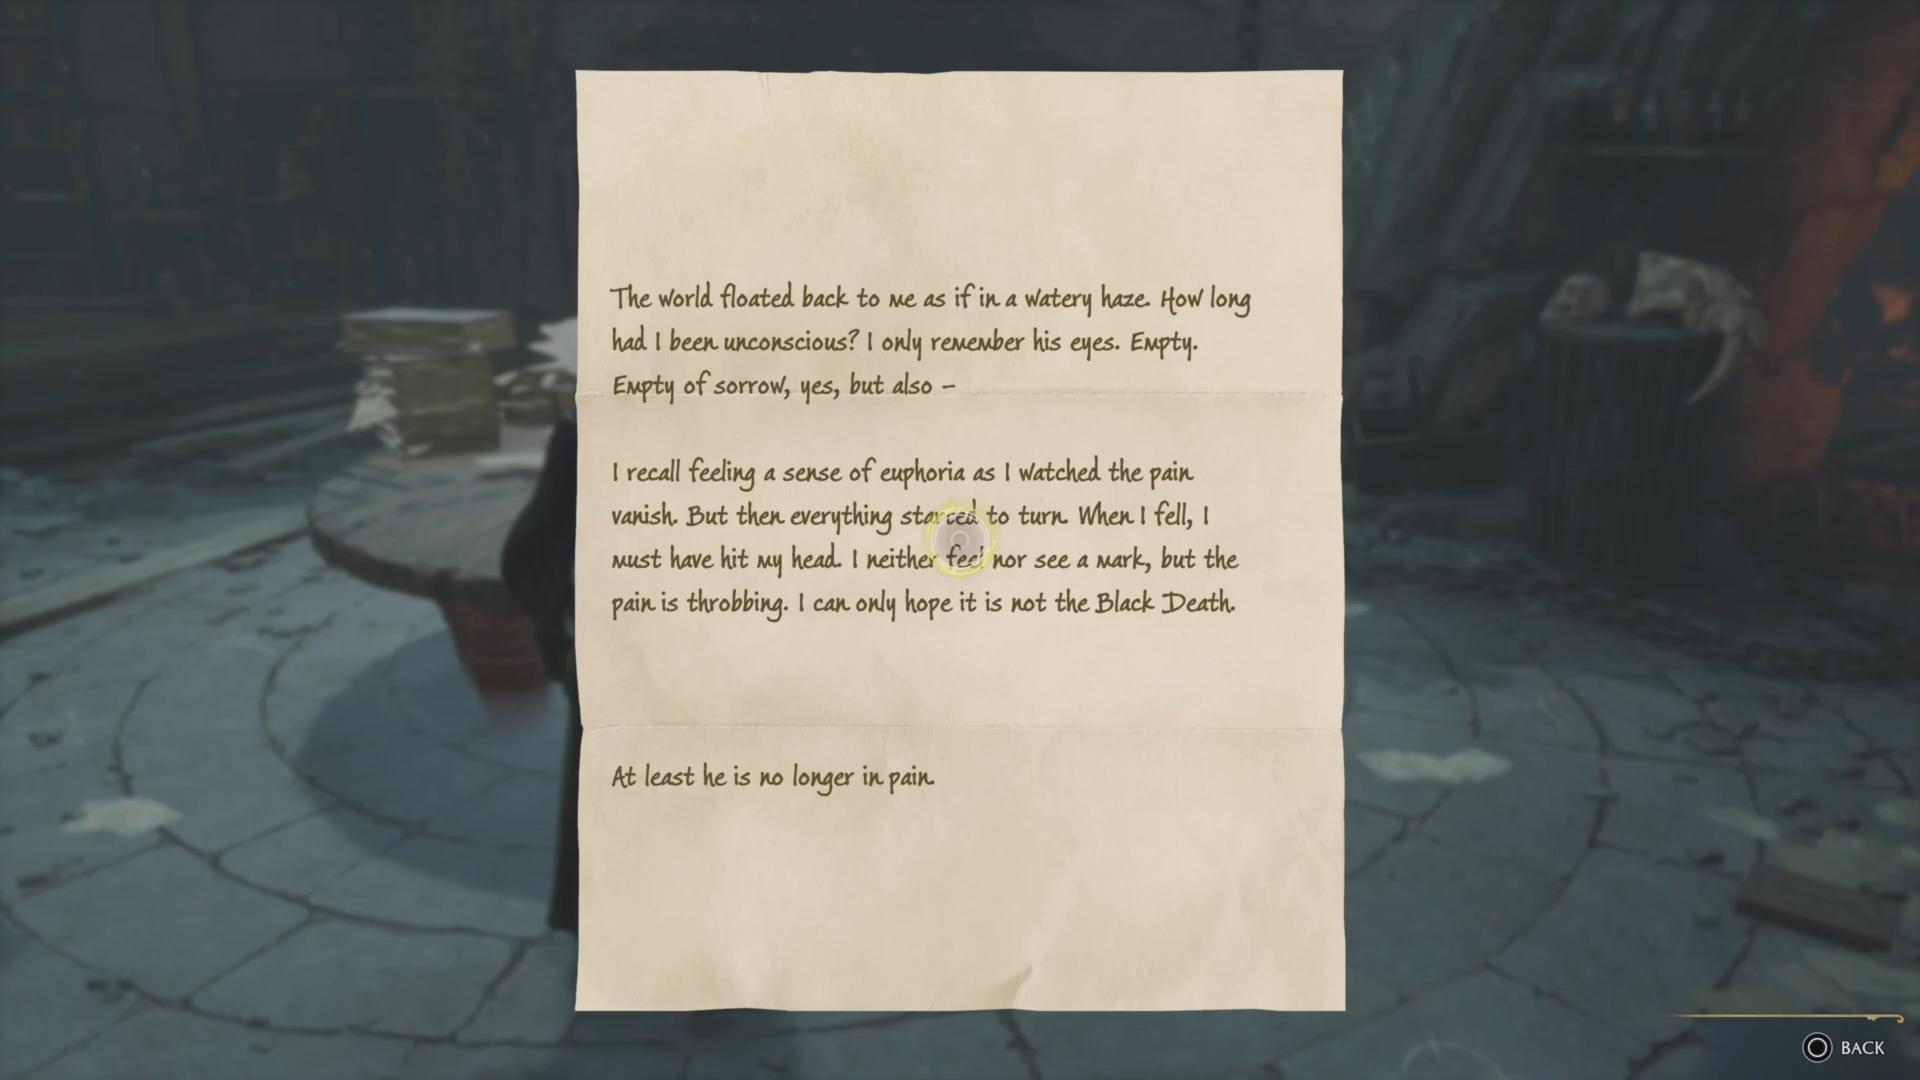 The world floated back to me as if in a watery haze. How long
had I been unconscious? I only remember his eyes. Empty.
Empty of sorrow, yes, but also –
I recall feeling a sense of euphoria as I watched the pain
vanish. But then everything started to turn. When I fell, I
must have hit my head. I neither feel nor see a mark, but the
pain is throbbing. I can only hope it is not the Black Death.
At least he is no longer in pain.
BACK